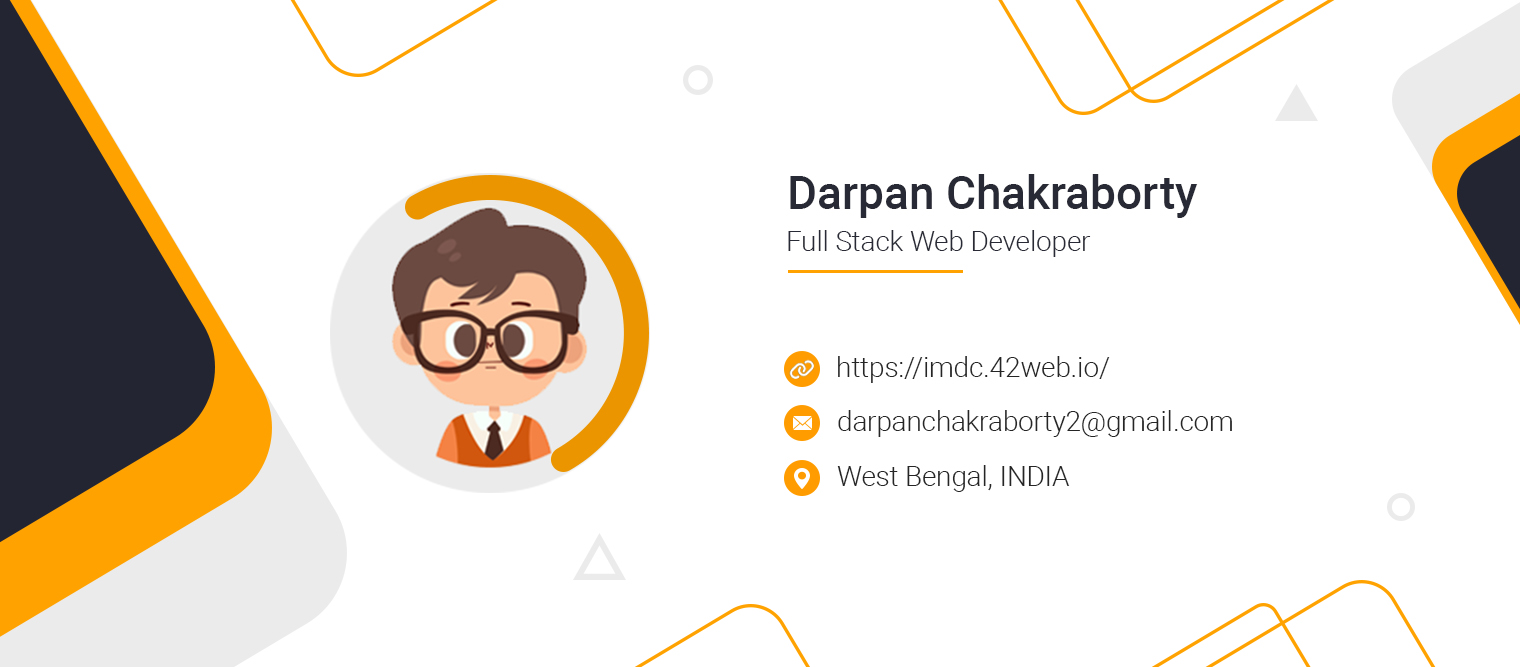 Darpan Chakraborty
Full Stack Web Developer
https://imdc.42web.io/
darpanchakraborty2@gmail.com
West Bengal, INDIA